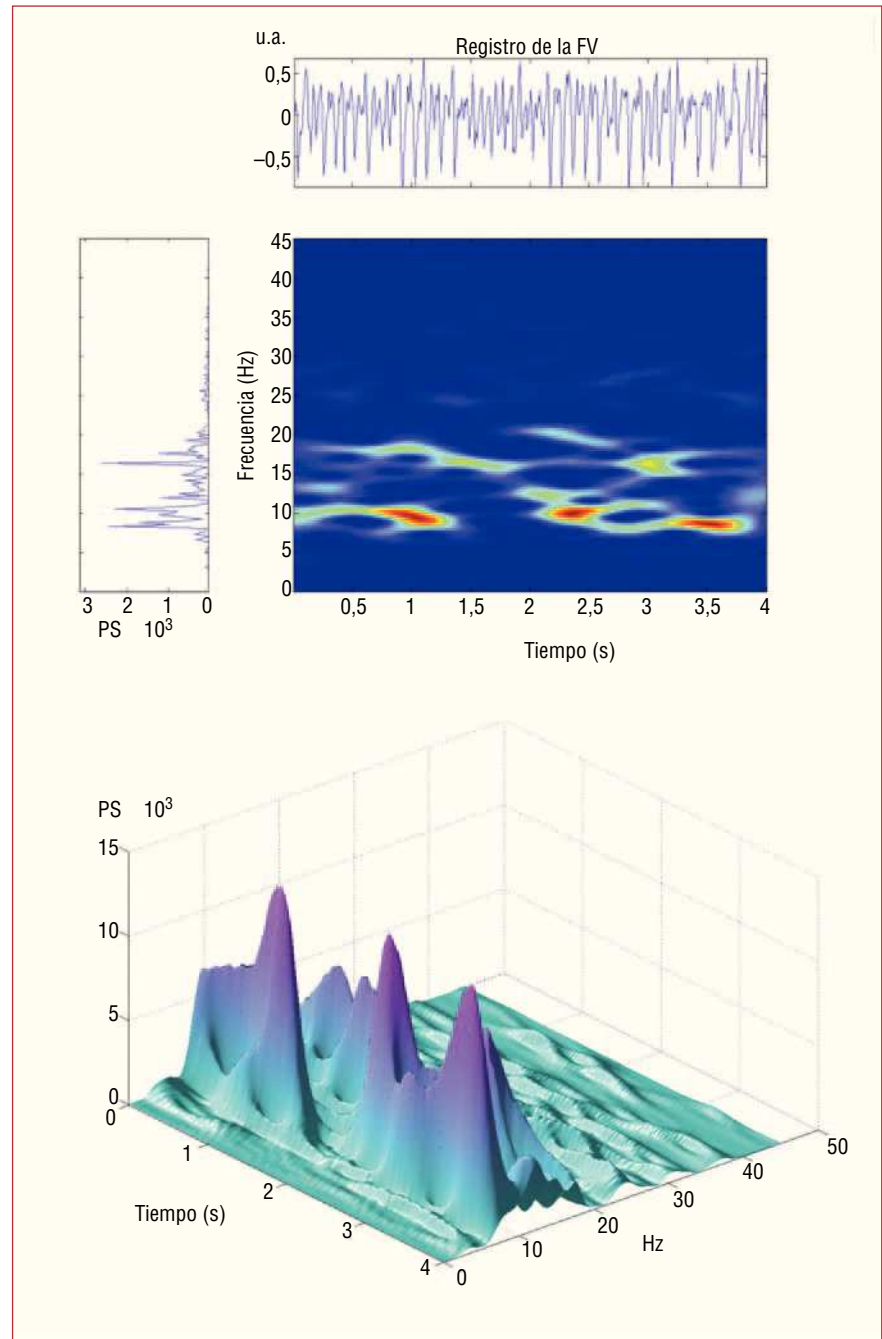 u.a.
Registro de la FV
0,5
0
–0,5
45
40
35
30
25
20
15
10
5
0
Frecuencia (Hz)
3 2 1 0
PS 10³
0,5 1 1,5 2 2,5 3 3,5 4
Tiempo (s)
PS 10³
15
10
5
0
0
1
2
3
4
Tiempo (s)
0
10
20
30
40
50
Hz